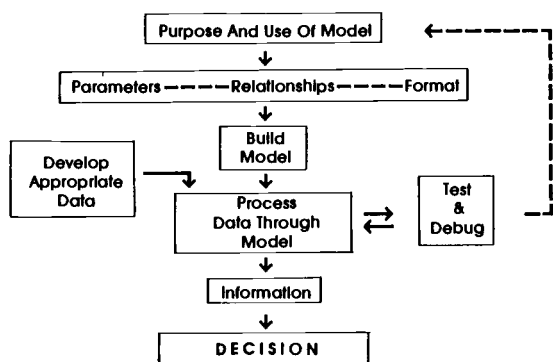 Purpose And Use Of Model
Parameters Relationships Format
Build
Model
Develop
Appropriate
Data
Process
Data Through
Model
Test
&
Debug
Information
DECISION